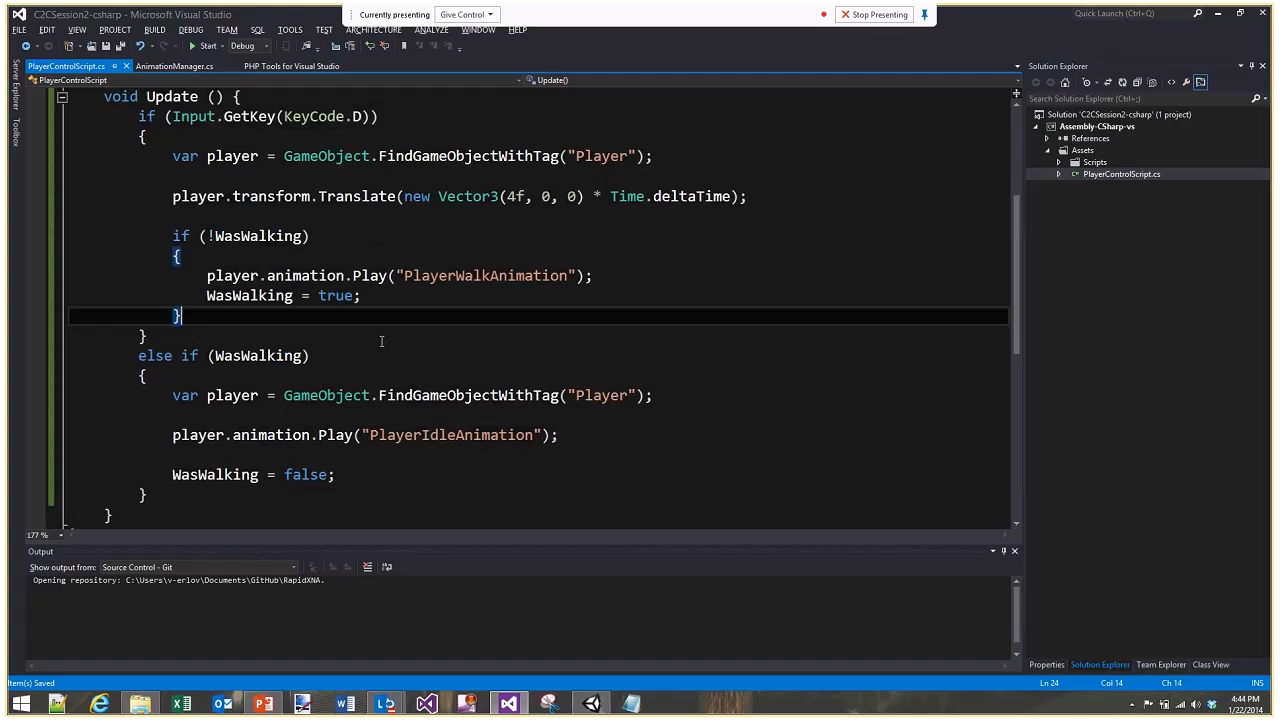 C2CSession2-csharp - Microsoft Visual Studio
Currently presenting
Give Control
Stop Presenting
Quick Launch (Ctrl+Q)
FILE EDIT VIEW PROJECT BUILD DEBUG TEAM SQL TOOLS TEST ARCHITECTURE ANALYZE WINDOW HELP
Start Debug
PlayerControlScript.cs AnimationManager.cs PHP Tools for Visual Studio
PlayerControlScript Update()
Server Explorer
Toolbox
void Update () {
if (Input.GetKey(KeyCode.D))
{
var player = GameObject.FindGameObjectWithTag("Player");
player.transform.Translate(new Vector3(4f, 0, 0) * Time.deltaTime);
if (!WasWalking)
{
player.animation.Play("PlayerWalkAnimation");
WasWalking = true;
}
}
else if (WasWalking)
{
var player = GameObject.FindGameObjectWithTag("Player");
player.animation.Play("PlayerIdleAnimation");
WasWalking = false;
}
}
177 %
Output
Show output from: Source Control - Git
Opening repository: C:\Users\v-erlov\Documents\GitHub\RapidXNA.
Solution Explorer
Search Solution Explorer (Ctrl+;)
Solution 'C2CSession2-csharp' (1 project)
Assembly-CSharp-vs
References
Assets
Scripts
PlayerControlScript.cs
Properties Solution Explorer Team Explorer Class View
Item(s) Saved Ln 24 Col 14 Ch 14 INS
4:44 PM
1/22/2014